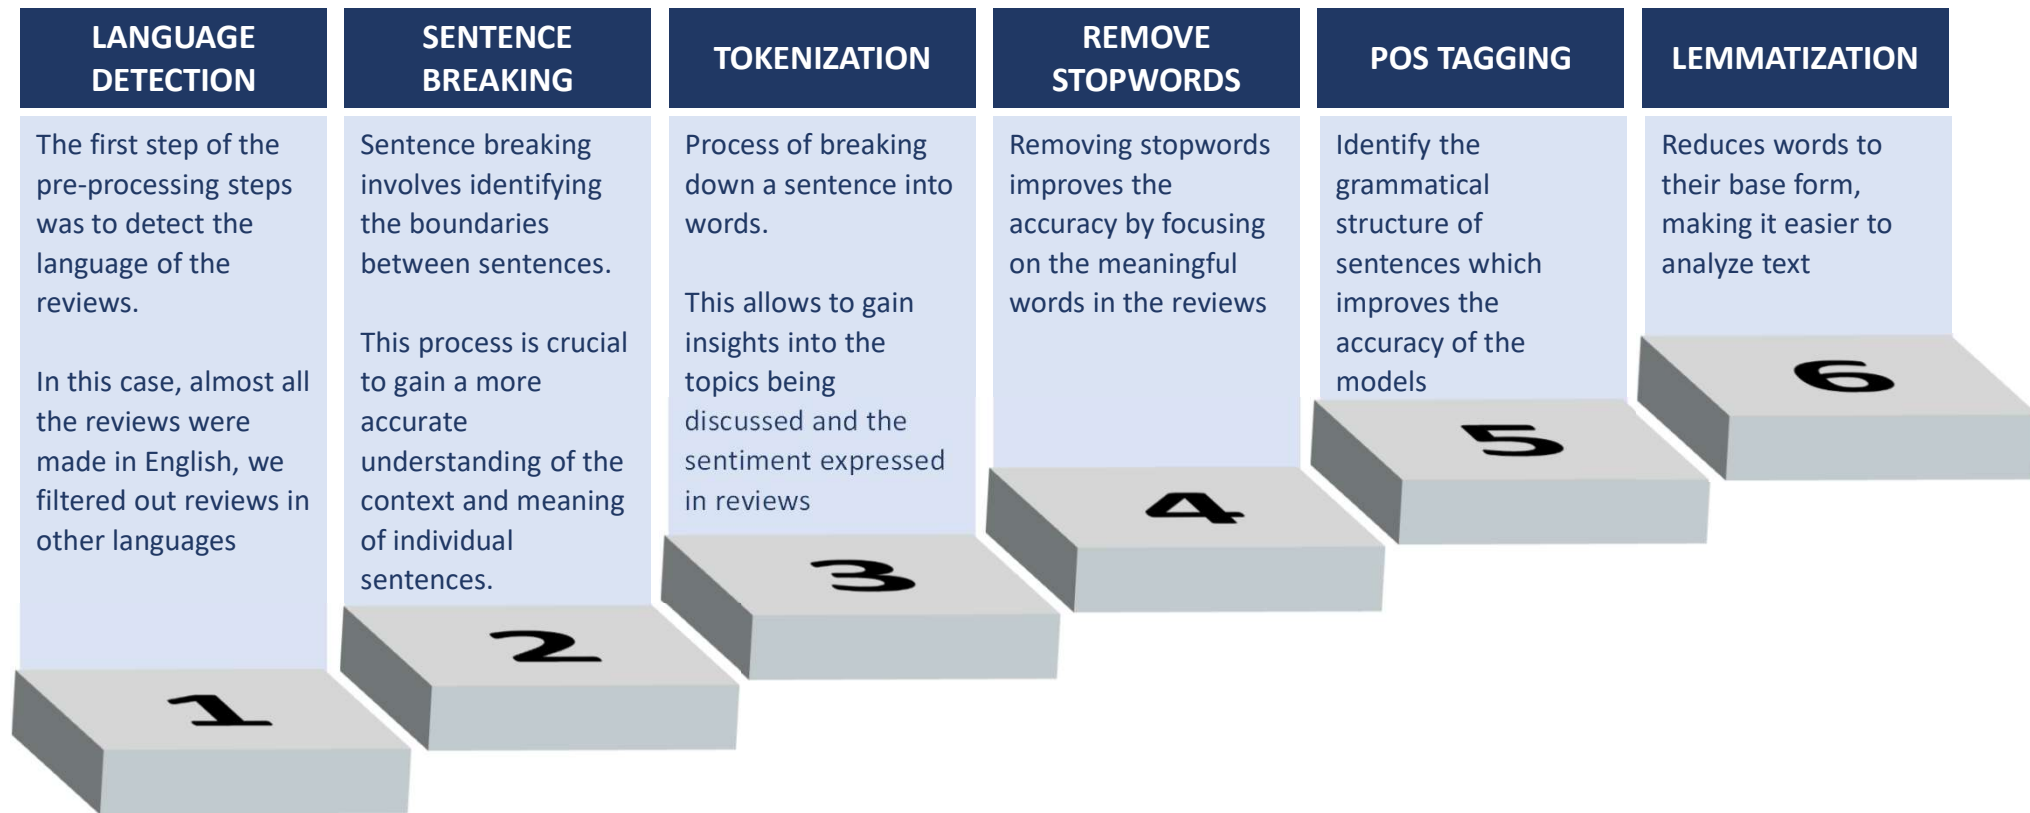 LANGUAGE
DETECTION
The first step of the
pre-processing steps
was to detect the
language of the
reviews.
In this case, almost all
the reviews were
made in English, we
filtered out reviews in
other languages
1
SENTENCE
BREAKING
Sentence breaking
involves identifying
the boundaries
between sentences.
This process is crucial
to gain a more
accurate
understanding of the
context and meaning
of individual
sentences.
2
TOKENIZATION
Process of breaking
down a sentence into
words.
This allows to gain
insights into the
topics being
discussed and the
sentiment expressed
in reviews
3
REMOVE
STOPWORDS
Removing stopwords
improves the
accuracy by focusing
on the meaningful
words in the reviews
4
POS TAGGING
Identify the
grammatical
structure of
sentences which
improves the
accuracy of the
models
5
LEMMATIZATION
Reduces words to
their base form,
making it easier to
analyze text
6